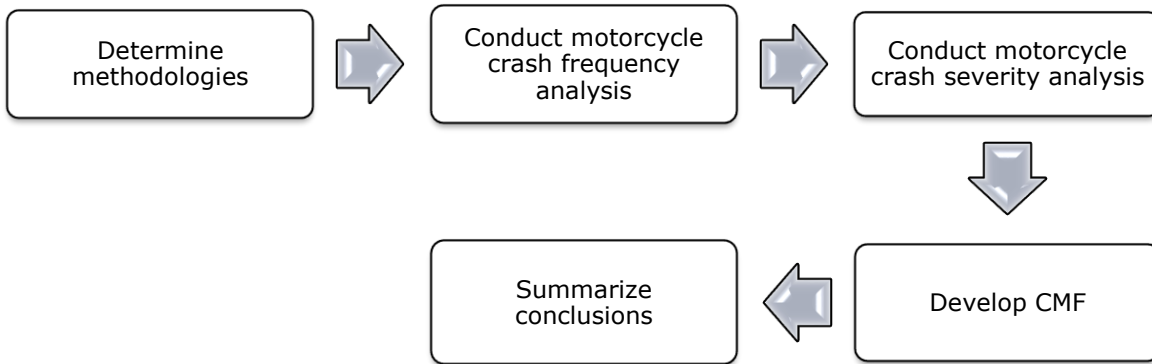 Determine
methodologies
Conduct motorcycle
crash frequency
analysis
Conduct motorcycle
crash severity analysis
Develop CMF
Summarize
conclusions